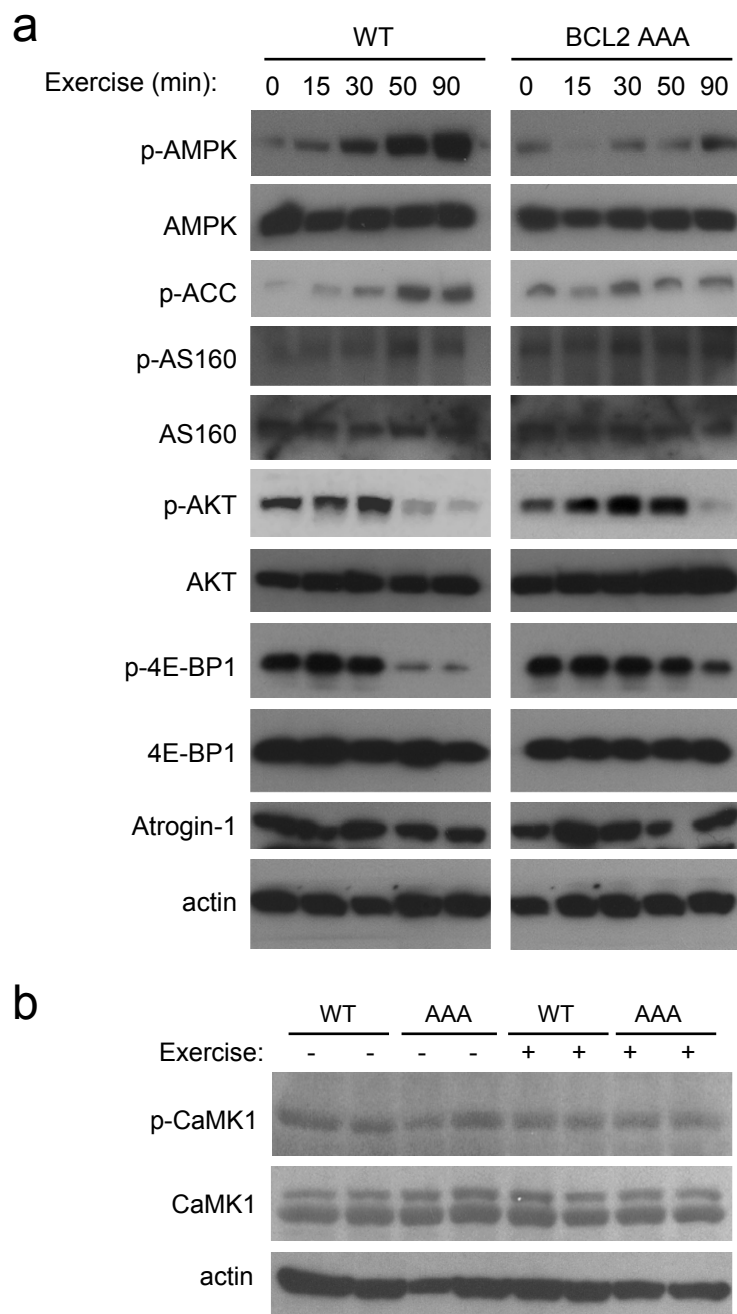 a
WT BCL2 AAA
Exercise (min): 0 15 30 50 90 0 15 30 50 90
p-AMPK
AMPK
p-ACC
p-AS160
AS160
p-AKT
AKT
p-4E-BP1
4E-BP1
Atrogin-1
actin
b
WT AAA WT AAA
Exercise: - - - - + + + +
p-CaMK1
CaMK1
actin